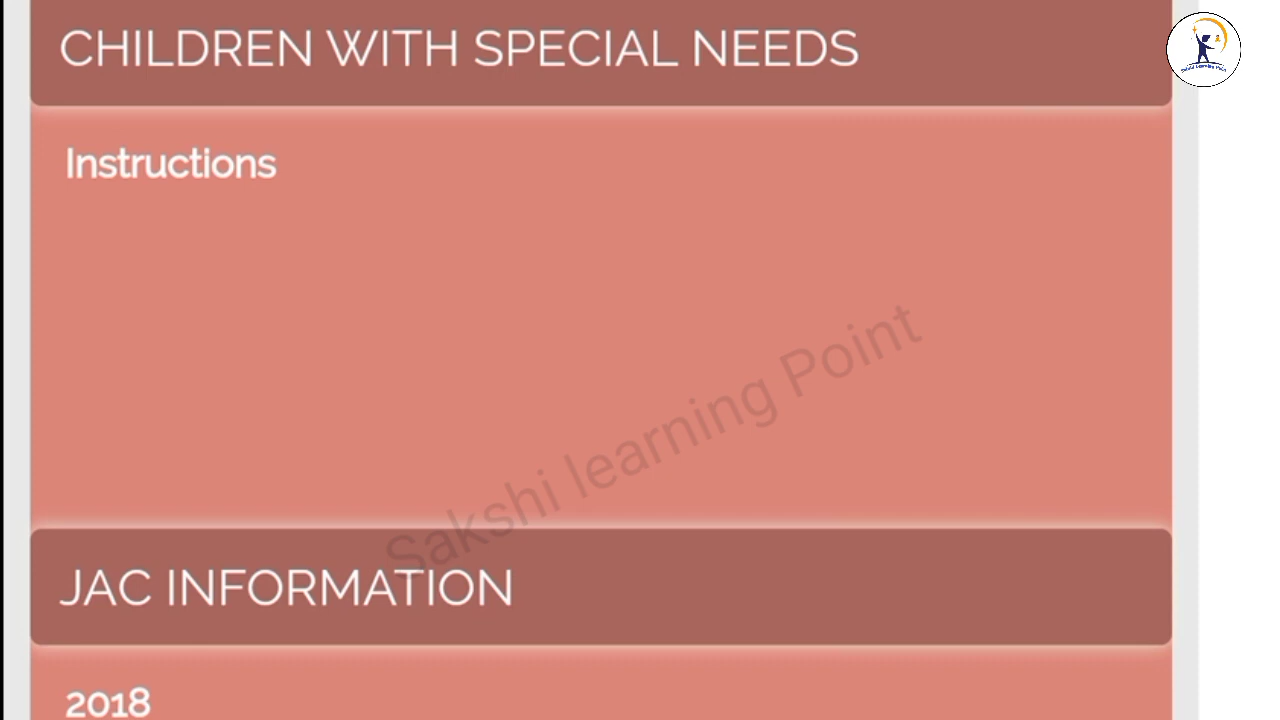 CHILDREN WITH SPECIAL NEEDS
Instructions
Sakshi learning Point
JAC INFORMATION
2018